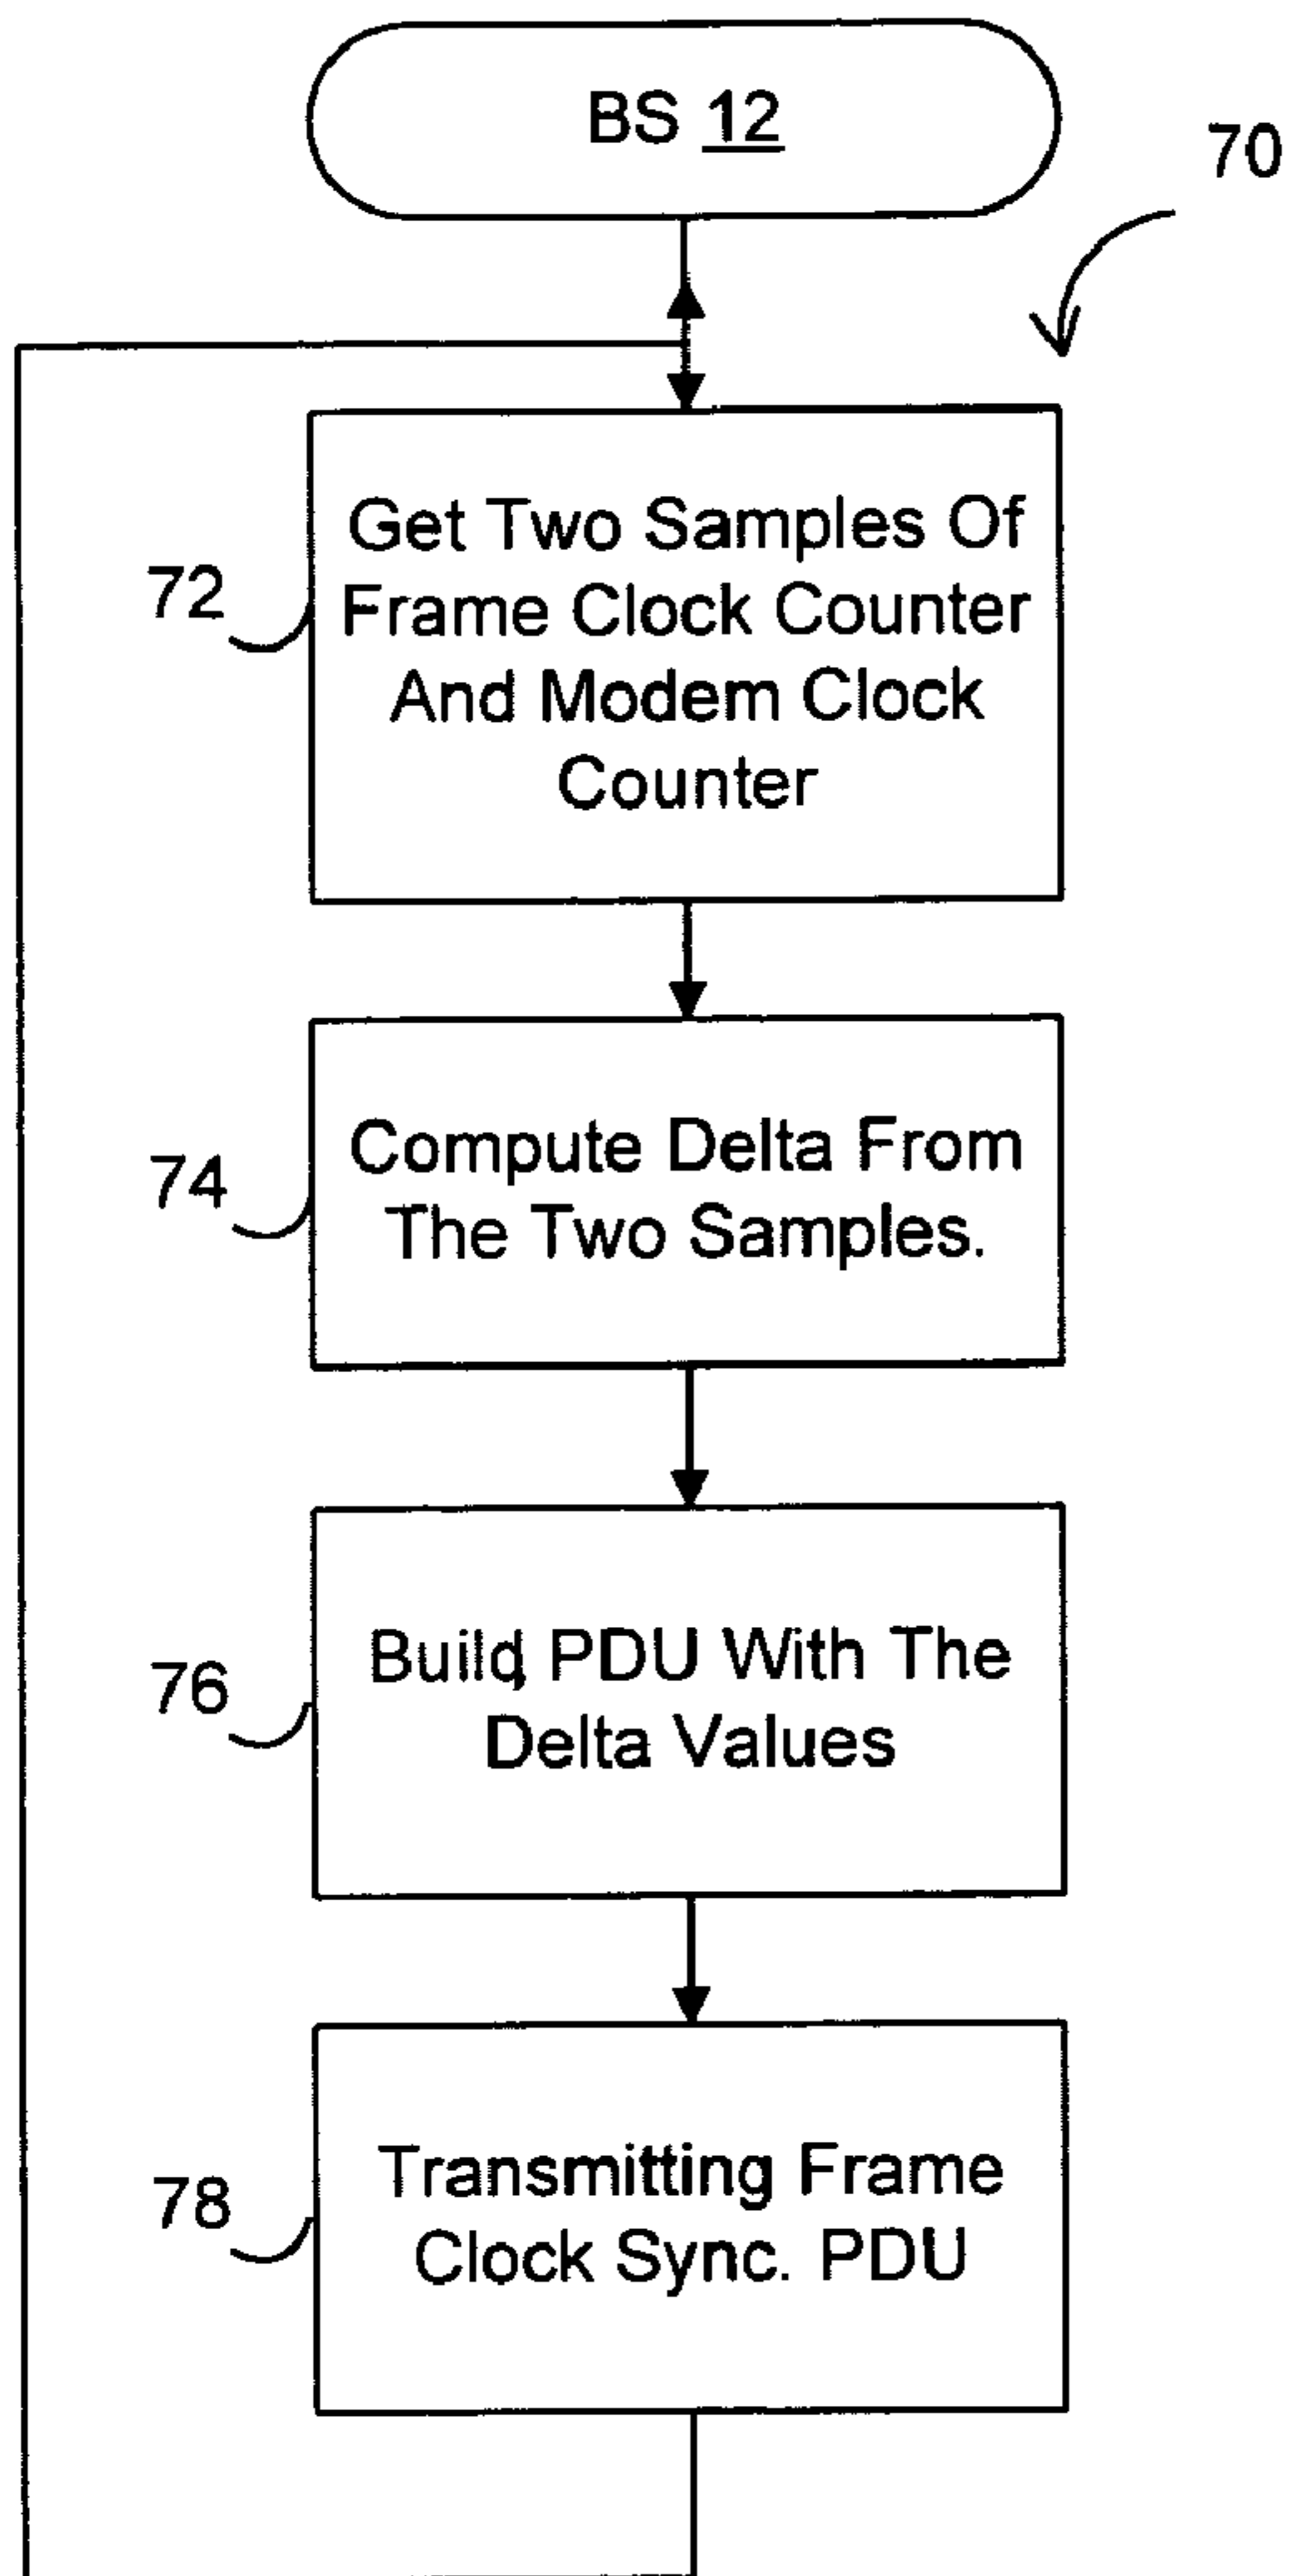 BS 12
70
72
Get Two Samples Of
Frame Clock Counter
And Modem Clock
Counter
74
Compute Delta From
The Two Samples.
76
Build PDU With The
Delta Values
78
Transmitting Frame
Clock Sync. PDU